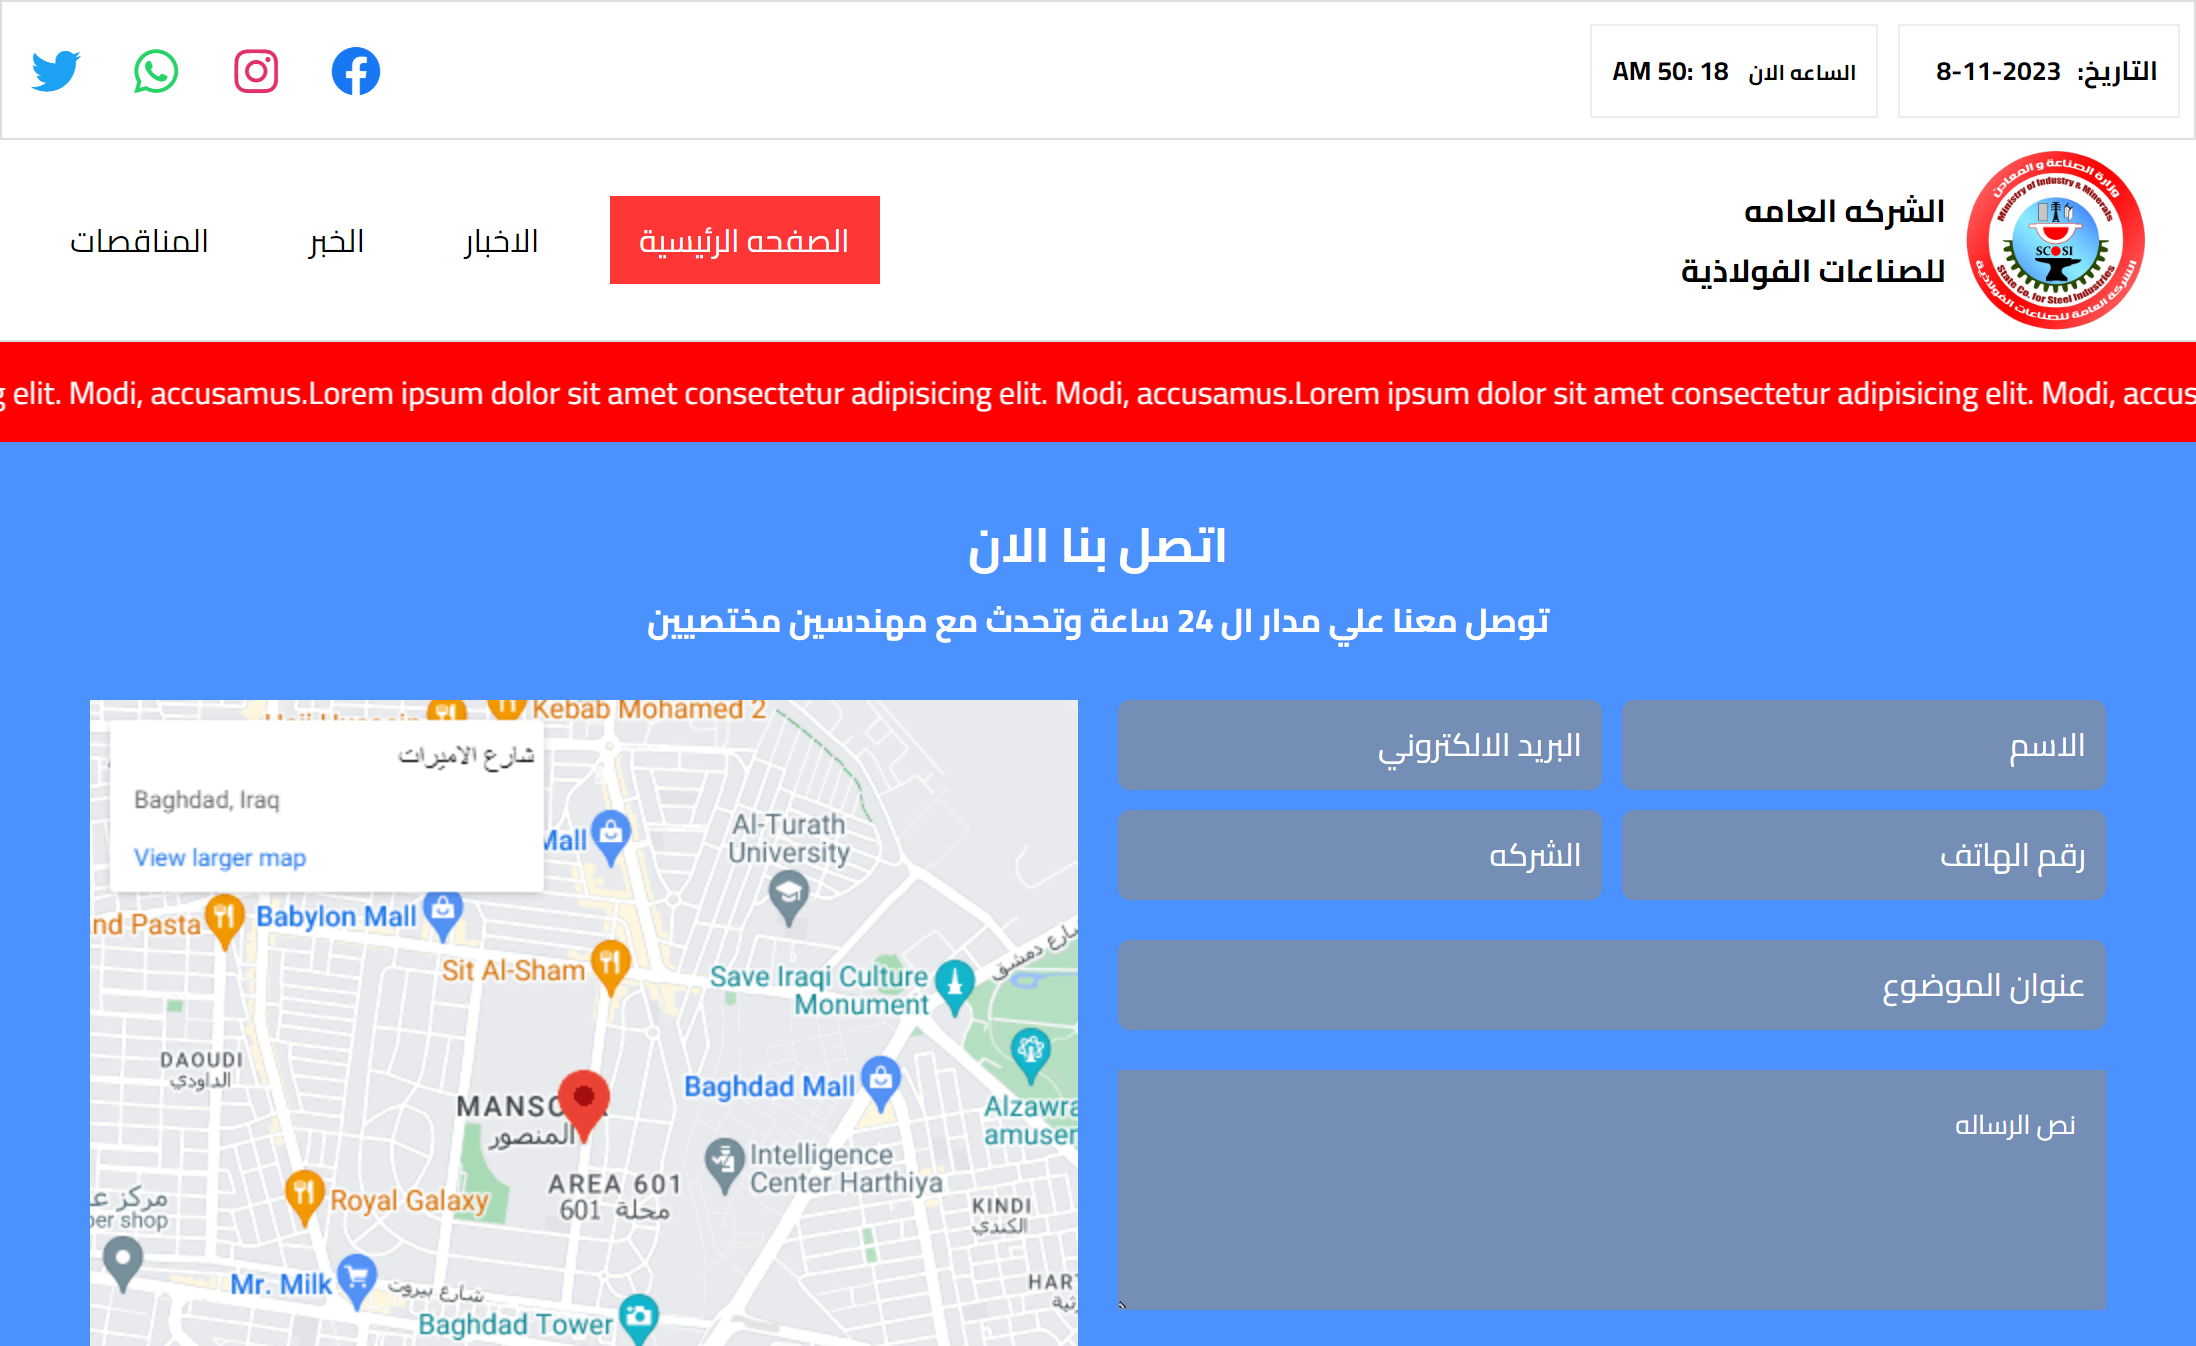 التاريخ: 8-11-2023
الساعه الان AM 50: 18
وزارة الصناعة و المعادن
Ministry of Industry & Minerals
SCOSI
State Co. for Steel Industries
الشركة العامة للصناعات الفولاذية
الشركه العامه
للصناعات الفولاذية
الصفحه الرئيسية
الاخبار
الخبر
المناقصات
elit. Modi, accusamus.Lorem ipsum dolor sit amet consectetur adipisicing elit. Modi, accusamus.Lorem ipsum dolor sit amet consectetur adipisicing elit. Modi, accus
اتصل بنا الان
توصل معنا علي مدار ال 24 ساعة وتحدث مع مهندسين مختصيين
الاسم
البريد الالكتروني
رقم الهاتف
الشركه
عنوان الموضوع
نص الرساله
Kebab Mohamed 2
شارع الاميرات
Baghdad, Iraq
View larger map
Mall
Al-Turath
University
nd Pasta
Babylon Mall
Sit Al-Sham
شارع دمشق
Save Iraqi Culture
Monument
DAOUDI
الداودي
Baghdad Mall
المنصور
Alzawra
amuser
Intelligence
Center Harthiya
AREA 601
محلة 601
Royal Galaxy
KINDI
الكندي
مركز
per shop
Mr. Milk
شارع بيروت
Baghdad Tower